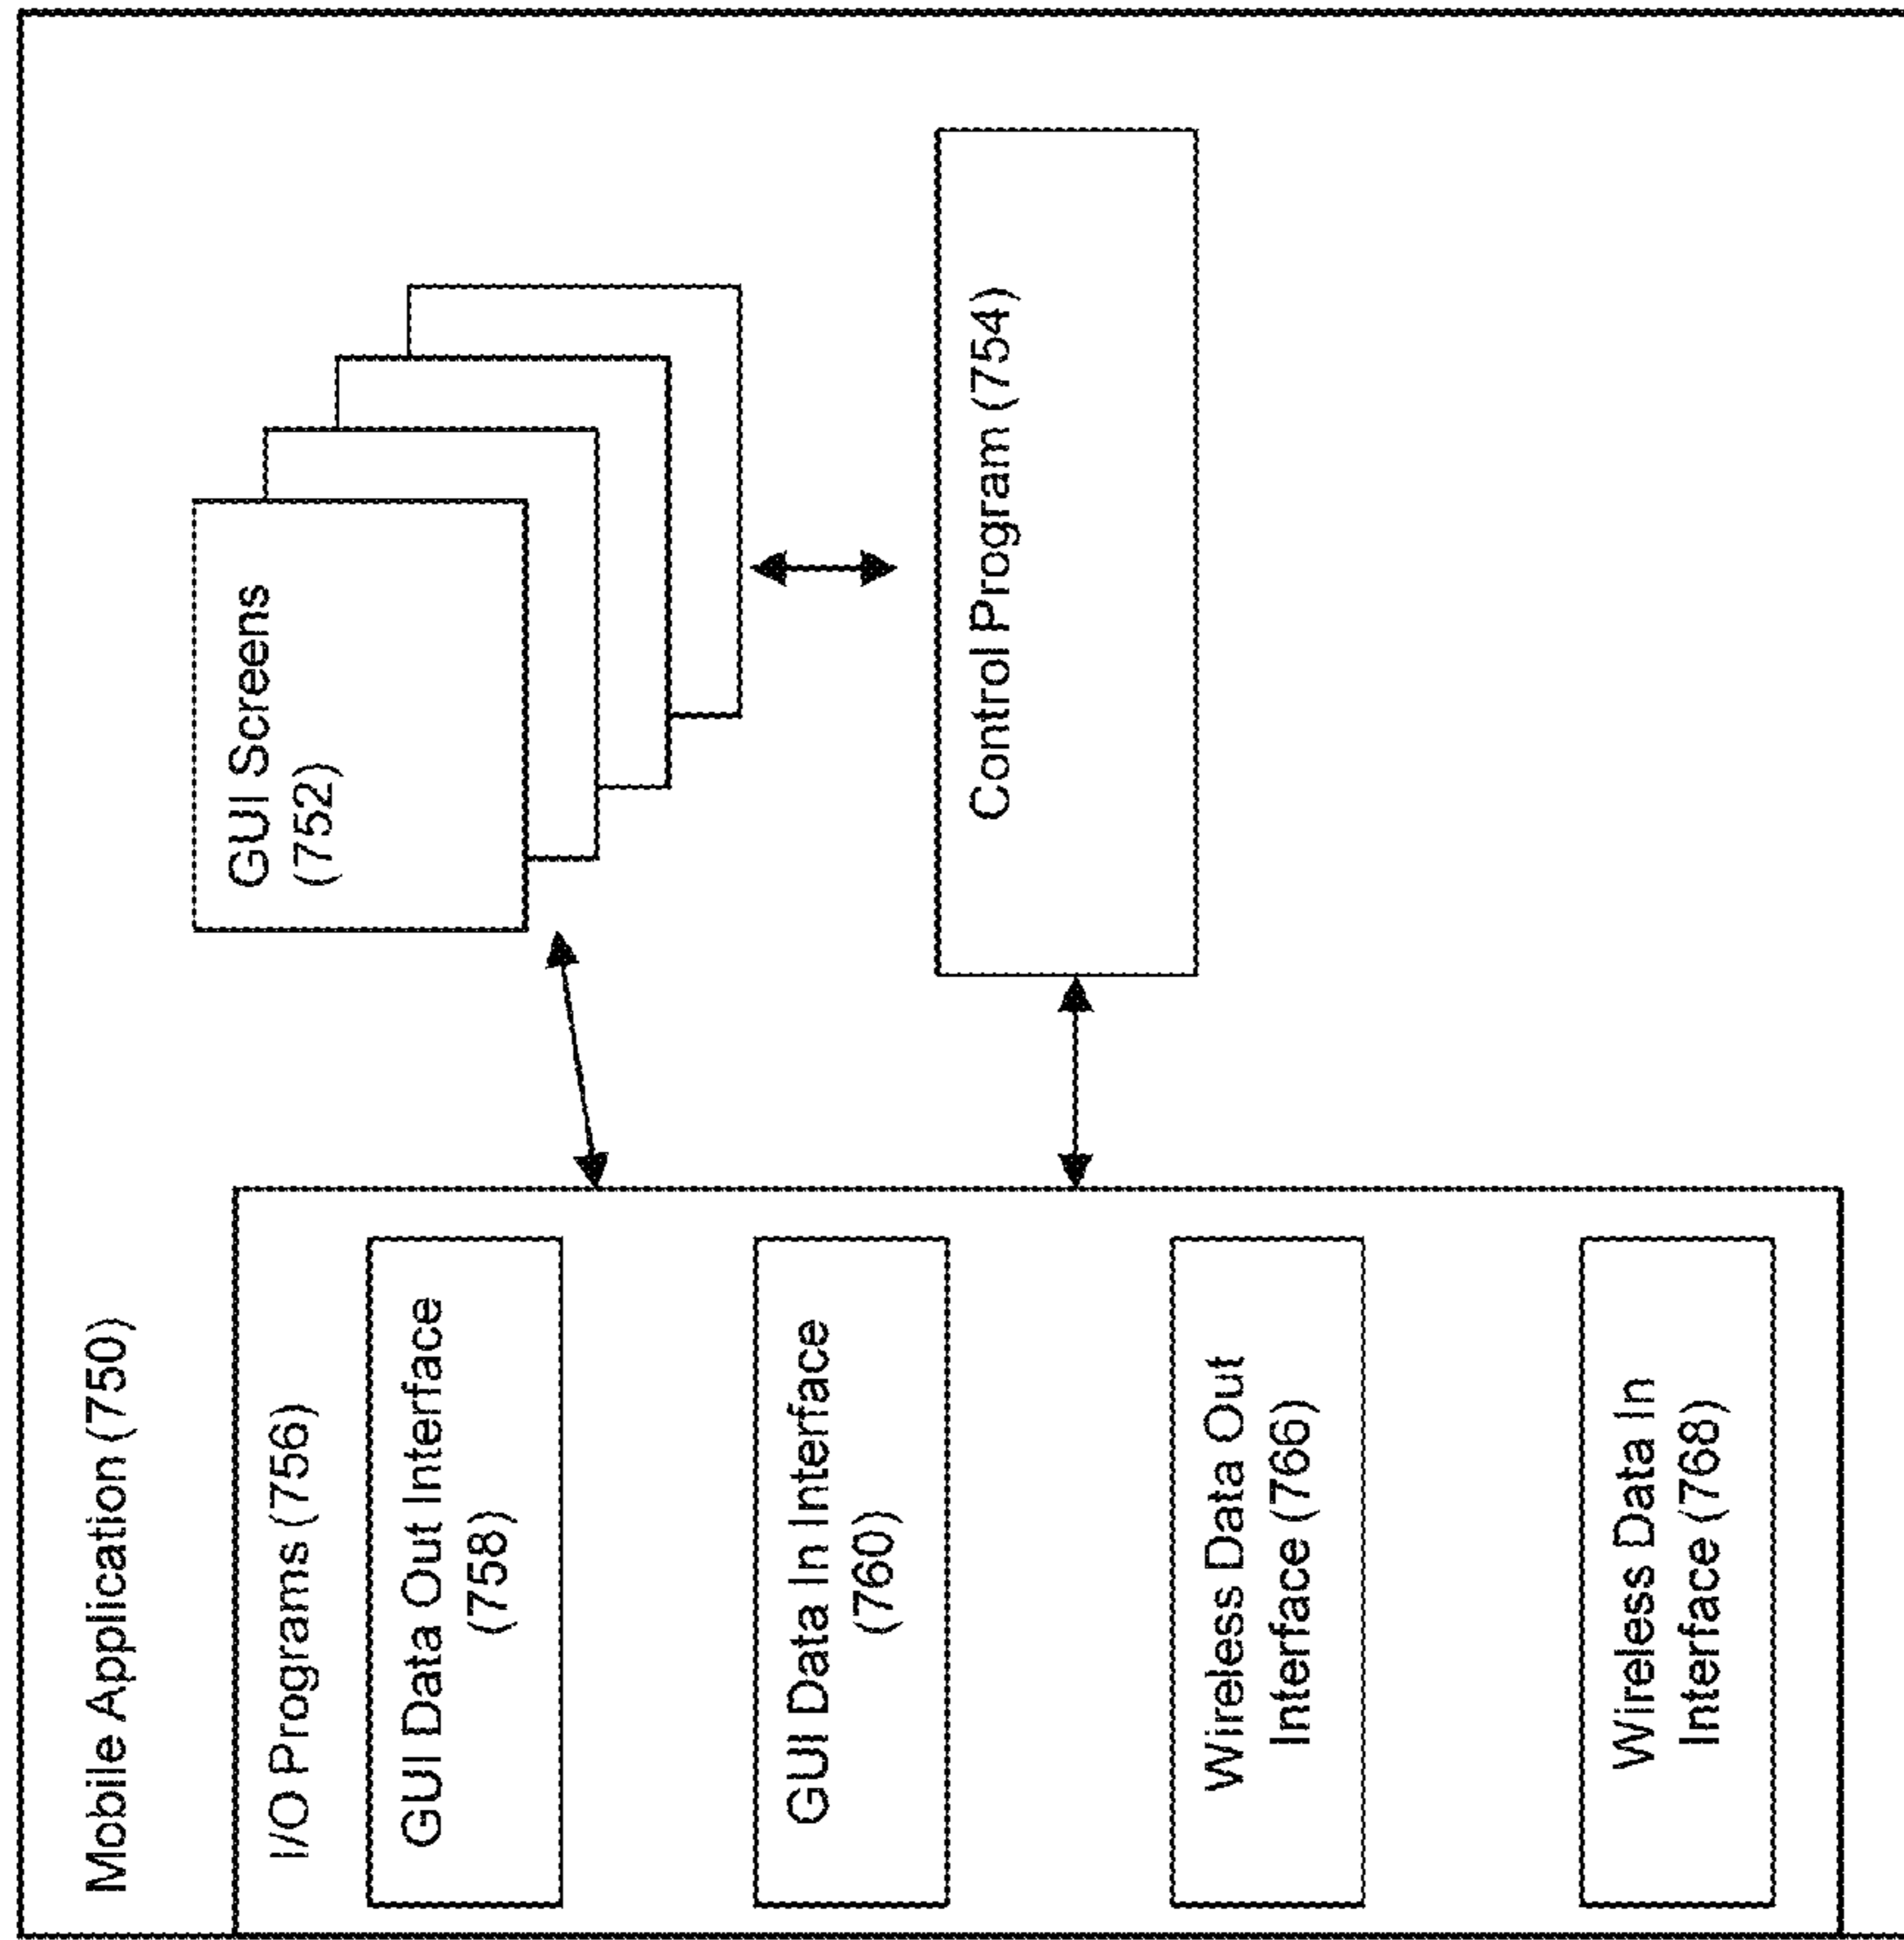 Mobile Application (750)
I/O Programs (756)
GUI Data Out Interface
(758)
GUI Data In Interface
(760)
Wireless Data Out
Interface (766)
Wireless Data In
Interface (768)
GUI Screens
(752)
Control Program (754)